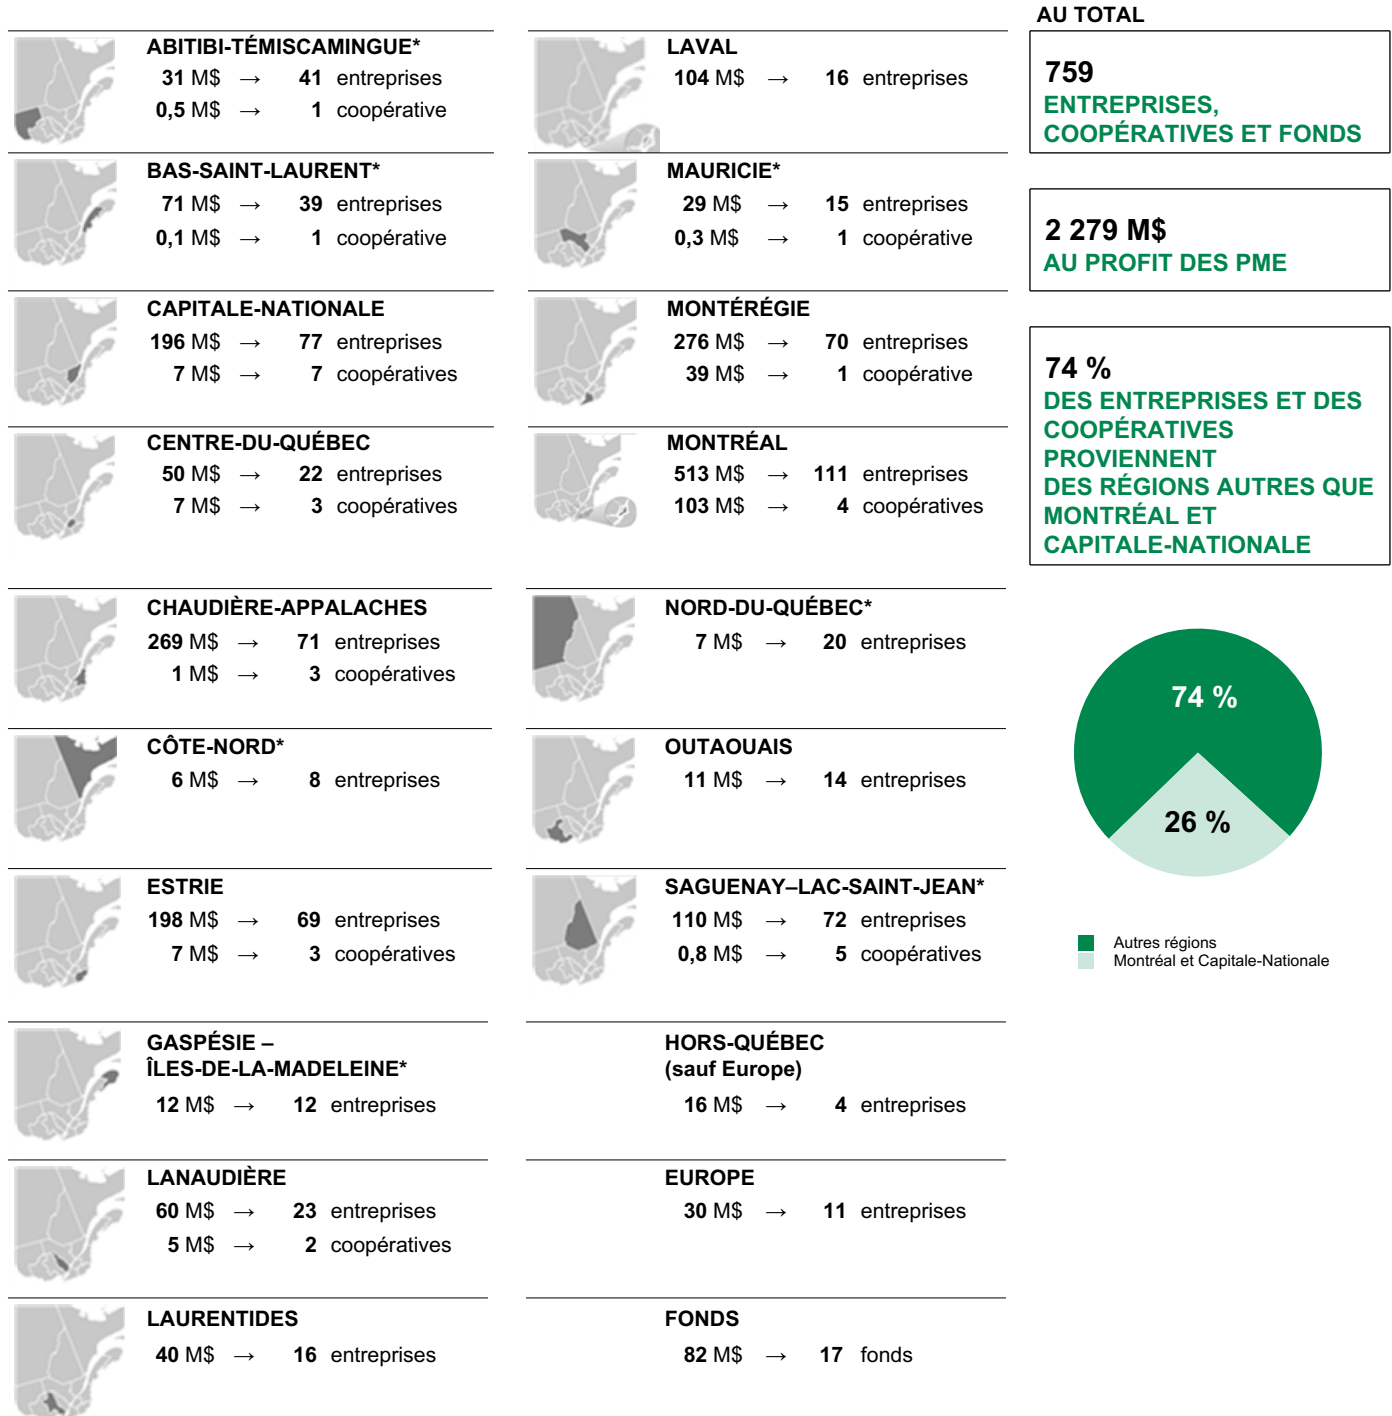 ABITIBI-TÉMISCAMINGUE*
31 M$ → 41 entreprises
0,5 M$ → 1 coopérative
BAS-SAINT-LAURENT*
71 M$ → 39 entreprises
0,1 M$ → 1 coopérative
CAPITALE-NATIONALE
196 M$ → 77 entreprises
7 M$ → 7 coopératives
CENTRE-DU-QUÉBEC
50 M$ → 22 entreprises
7 M$ → 3 coopératives
CHAUDIÈRE-APPALACHES
269 M$ → 71 entreprises
1 M$ → 3 coopératives
CÔTE-NORD*
6 M$ → 8 entreprises
ESTRIE
198 M$ → 69 entreprises
7 M$ → 3 coopératives
GASPÉSIE –
ÎLES-DE-LA-MADELEINE*
12 M$ → 12 entreprises
LANAUDIÈRE
60 M$ → 23 entreprises
5 M$ → 2 coopératives
LAURENTIDES
40 M$ → 16 entreprises
LAVAL
104 M$ → 16 entreprises
MAURICIE*
29 M$ → 15 entreprises
0,3 M$ → 1 coopérative
MONTÉRÉGIE
276 M$ → 70 entreprises
39 M$ → 1 coopérative
MONTRÉAL
513 M$ → 111 entreprises
103 M$ → 4 coopératives
NORD-DU-QUÉBEC*
7 M$ → 20 entreprises
OUTAOUAIS
11 M$ → 14 entreprises
SAGUENAY–LAC-SAINT-JEAN*
110 M$ → 72 entreprises
0,8 M$ → 5 coopératives
HORS-QUÉBEC
(sauf Europe)
16 M$ → 4 entreprises
EUROPE
30 M$ → 11 entreprises
FONDS
82 M$ → 17 fonds
AU TOTAL
759
ENTREPRISES,
COOPÉRATIVES ET FONDS
2 279 M$
AU PROFIT DES PME
74 %
DES ENTREPRISES ET DES
COOPÉRATIVES
PROVIENNENT
DES RÉGIONS AUTRES QUE
MONTRÉAL ET
CAPITALE-NATIONALE
74 %
26 %
Autres régions
Montréal et Capitale-Nationale